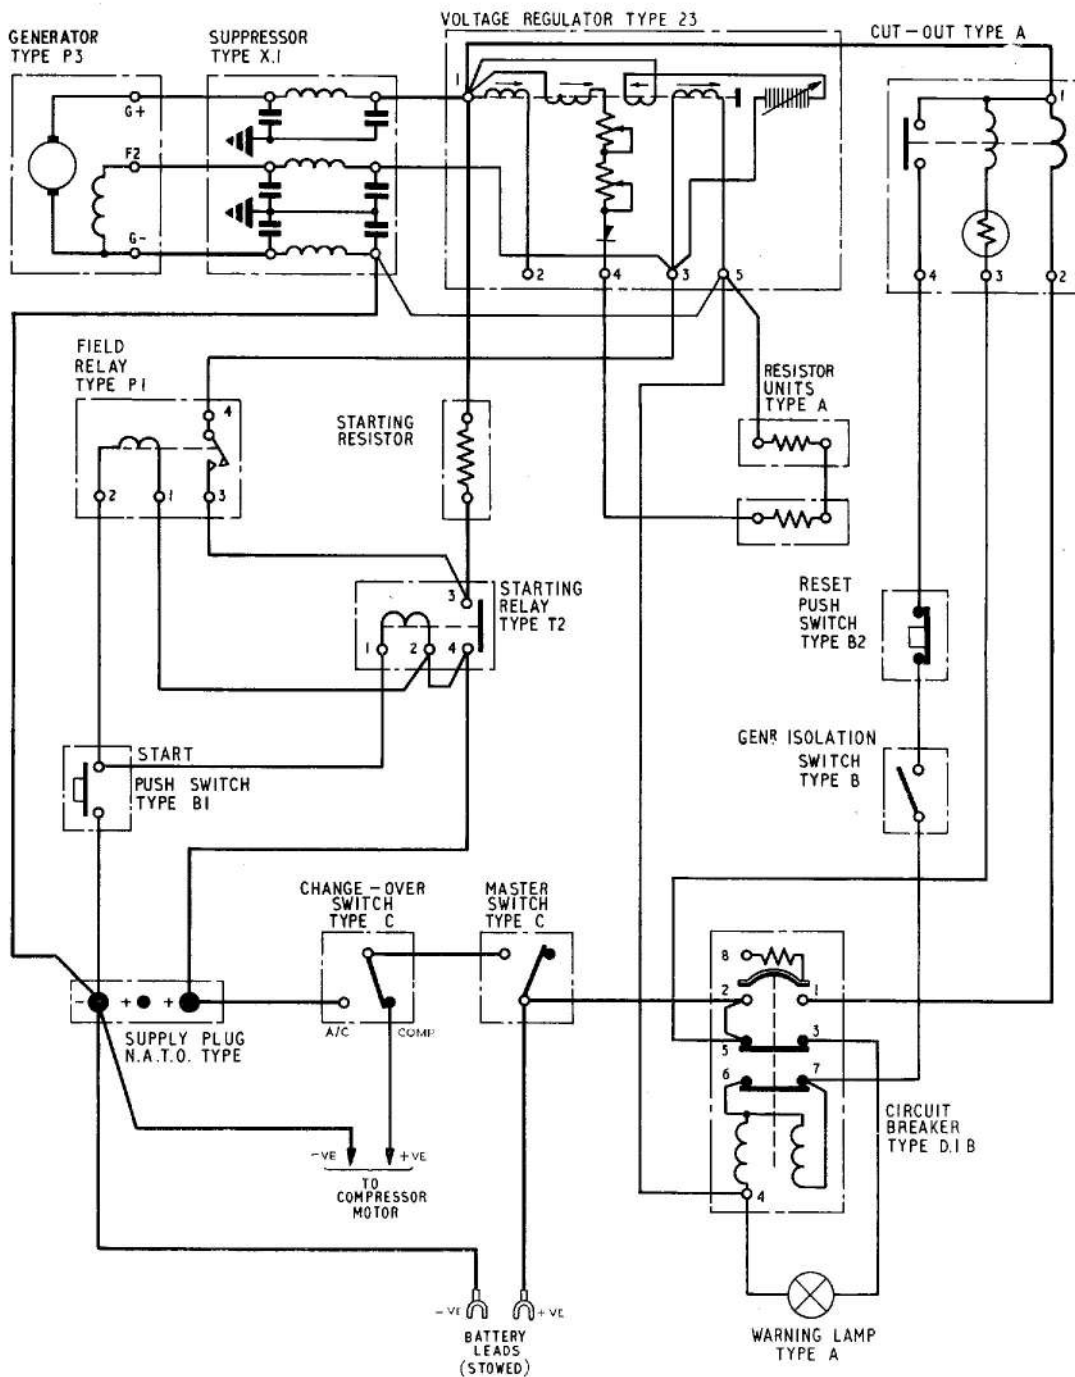 VOLTAGE REGULATOR TYPE 23
GENERATOR
TYPE P3
SUPPRESSOR
TYPE X.1
CUT-OUT TYPE A
G+
F2
G-
1
2
4
3
5
1
4
3
2
FIELD
RELAY
TYPE P1
4
2
1
3
STARTING
RESISTOR
RESISTOR
UNITS
TYPE A
STARTING
RELAY
TYPE T2
3
1
2
4
RESET
PUSH
SWITCH
TYPE B2
START
PUSH SWITCH
TYPE B1
GENR ISOLATION
SWITCH
TYPE B
CHANGE-OVER
SWITCH
TYPE C
MASTER
SWITCH
TYPE C
- + +
SUPPLY PLUG
N.A.T.O. TYPE
A/C
COMP.
8
2
1
5
3
6
7
4
CIRCUIT
BREAKER
TYPE D.1 B
-VE
+VE
TO
COMPRESSOR
MOTOR
-VE
+VE
BATTERY
LEADS
(STOWED)
WARNING LAMP
TYPE A